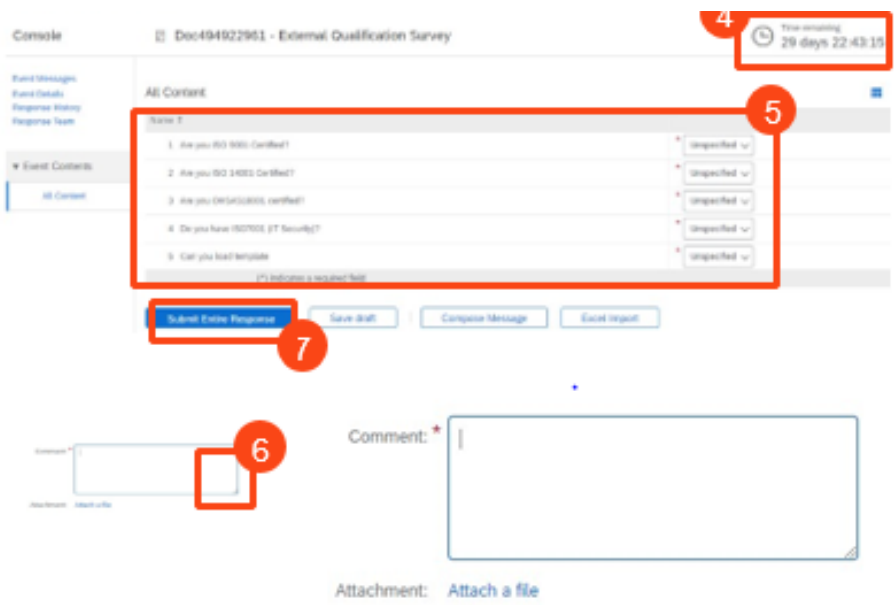 4
Time remaining
Console
Doc494922961 - External Qualification Survey
29 days 22:43:15
Event Messages
Event Details
Response History
Response Team
All Content
5
Name ↑
1 Are you ISO 9001 Certified?
* Unspecified
▼ Event Contents
2 Are you ISO 14001 Certified?
* Unspecified
All Content
3 Are you certified?
* Unspecified
4 Do you have (IT Security)?
* Unspecified
5 Can you load template
* Unspecified
(*) indicates a required field
Submit Entire Response
Save draft
Compose Message
Excel Import
7
6
Comment: *
Attachment: Attach a file
Comment: *
Attachment: Attach a file